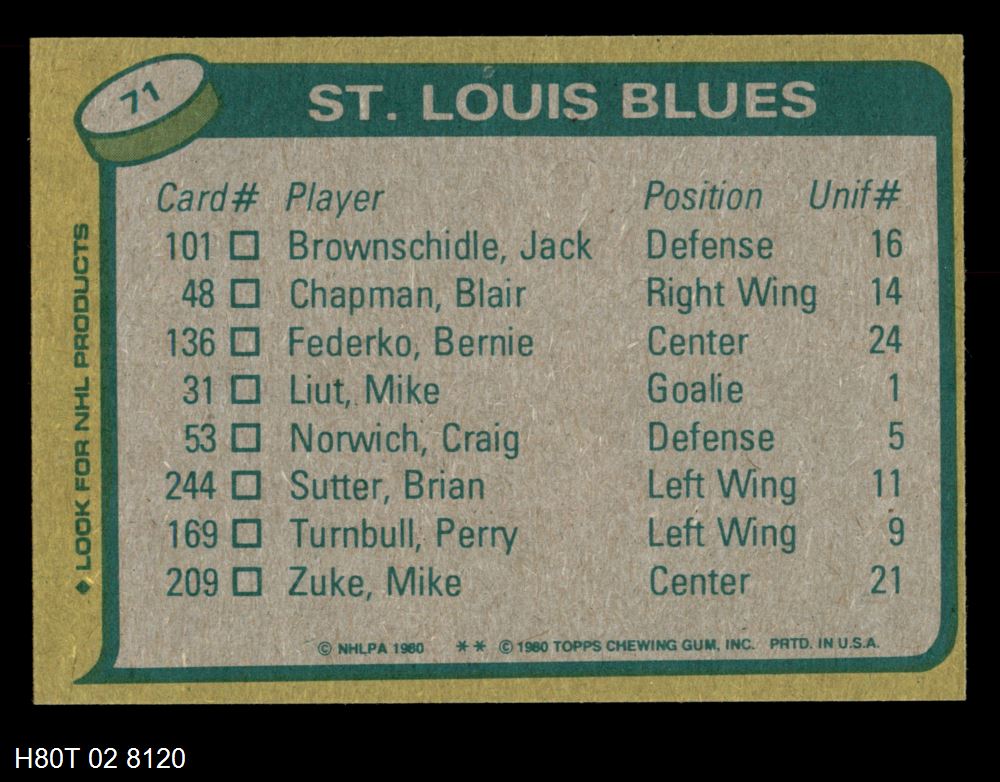 71
ST. LOUIS BLUES
Card# Player Position Unif#
101 □ Brownschidle, Jack Defense 16
48 □ Chapman, Blair Right Wing 14
136 □ Federko, Bernie Center 24
31 □ Liut, Mike Goalie 1
53 □ Norwich, Craig Defense 5
244 □ Sutter, Brian Left Wing 11
169 □ Turnbull, Perry Left Wing 9
209 □ Zuke, Mike Center 21
© NHLPA 1980 ** © 1980 TOPPS CHEWING GUM, INC. PRTD. IN U.S.A.
◆ LOOK FOR NHL PRODUCTS
H80T 02 8120